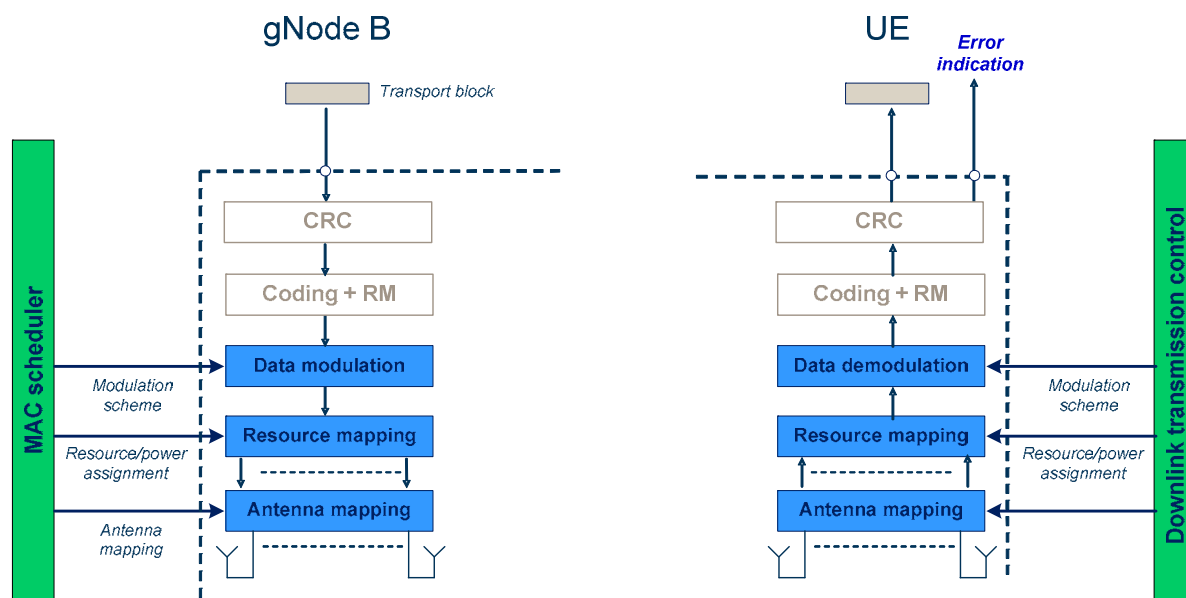 gNode B
Transport block
MAC scheduler
CRC
Coding + RM
Data modulation
Modulation
scheme
Resource mapping
Resource/power
assignment
Antenna mapping
Antenna
mapping
UE
Error
indication
CRC
Coding + RM
Data demodulation
Modulation
scheme
Resource mapping
Resource/power
assignment
Antenna mapping
Downlink transmission control